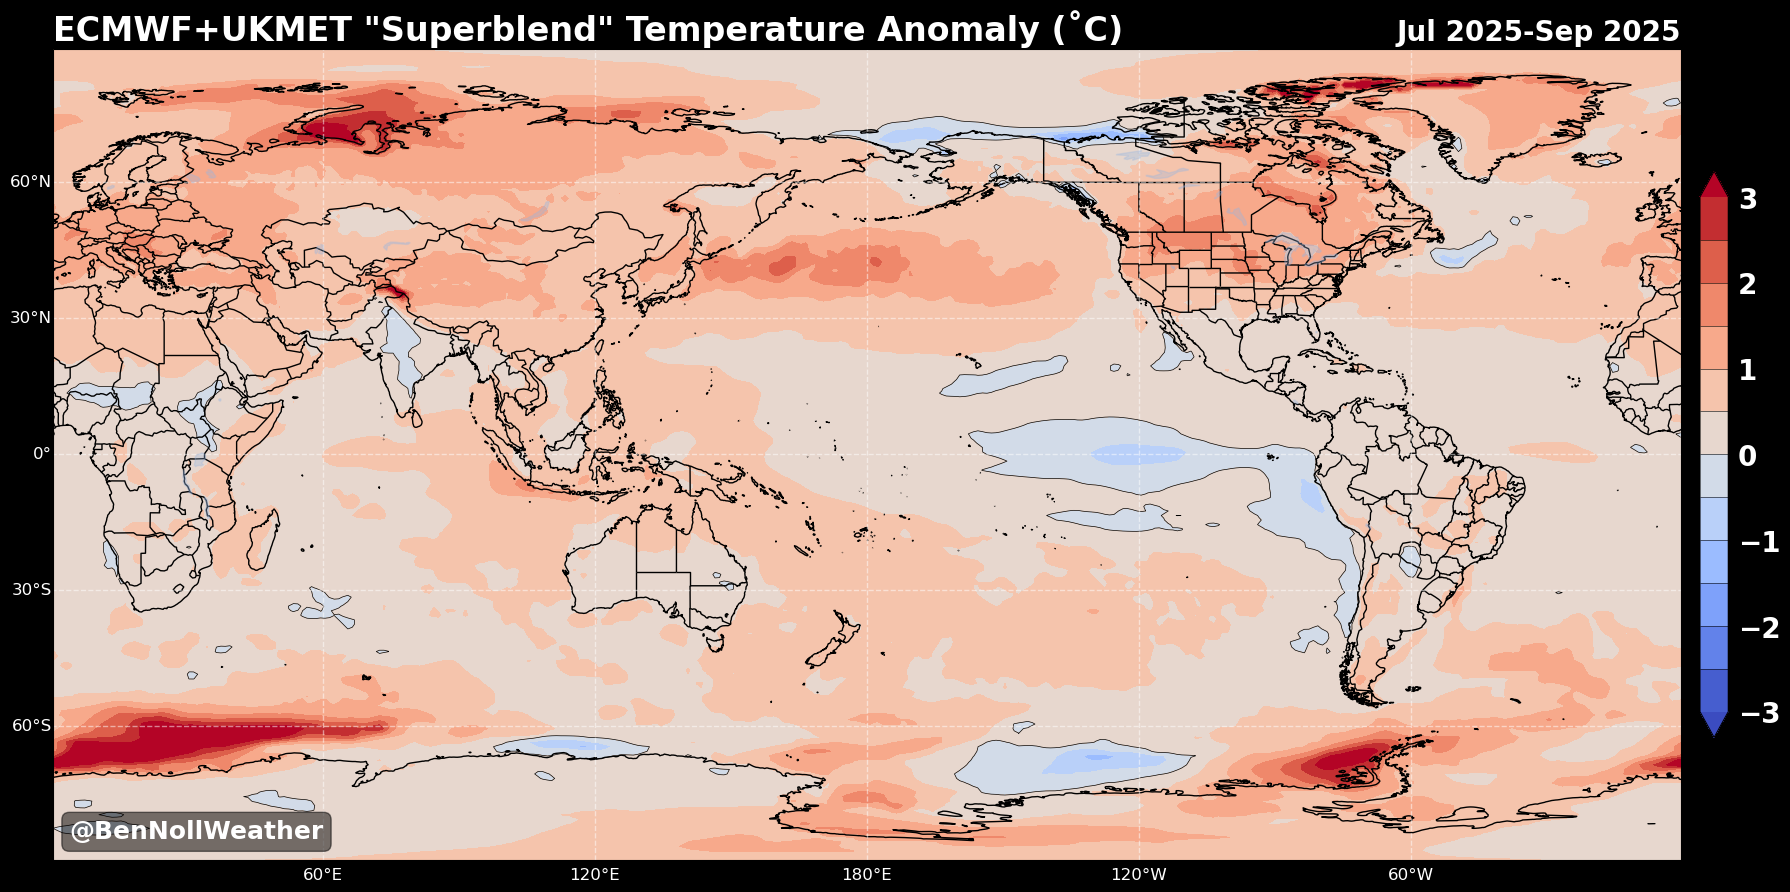 ECMWF+UKMET "Superblend" Temperature Anomaly (˚C)
Jul 2025-Sep 2025
60°N
30°N
0°
30°S
60°S
60°E
120°E
180°E
120°W
60°W
3
2
1
0
−1
−2
−3
@BenNollWeather